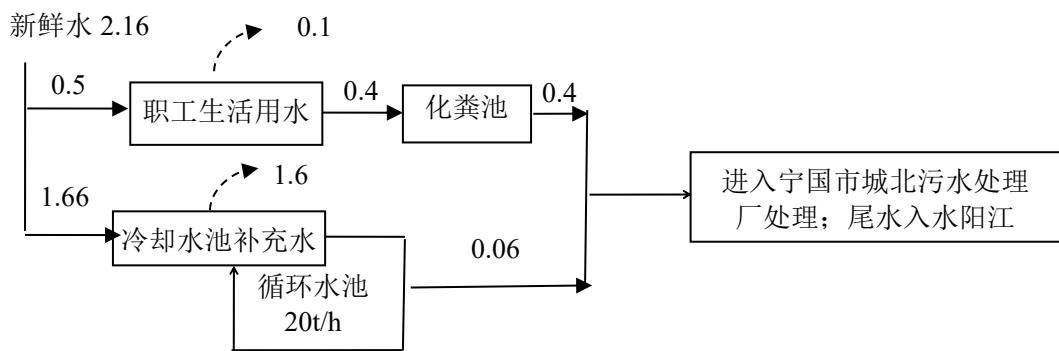 新鲜水 2.16
0.1
0.5
职工生活用水
0.4
化粪池
0.4
1.6
1.66
冷却水池补充水
进入宁国市城北污水处理
厂处理；尾水入水阳江
0.06
循环水池
20t/h